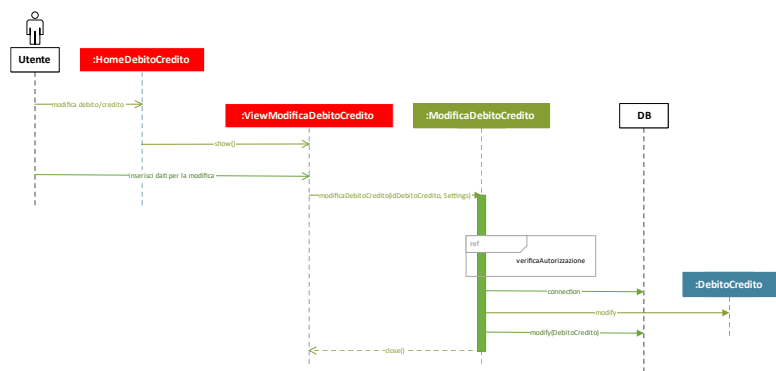 Utente
:HomeDebitoCredito
modifica debito/credito
:ViewModificaDebitoCredito
:ModificaDebitoCredito
DB
show()
Inserisci dati per la modifica
modificaDebitoCredito(idDebitoCredito, Settings)
ref
verificaAutorizzazione
:DebitoCredito
connection
modify
modify(DebitoCredito)
close()